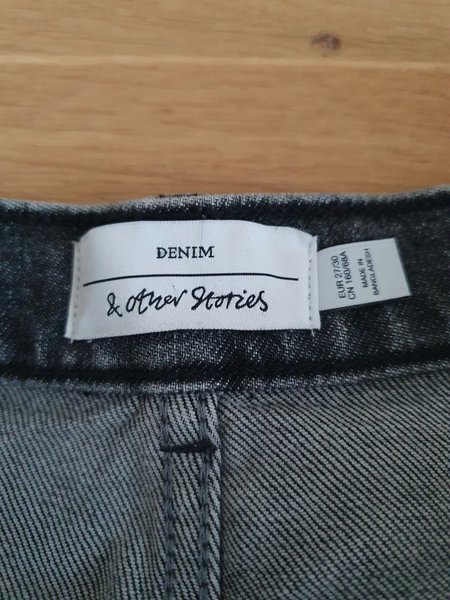 DENIM
& Other Stories
EUR 27/30
CN 160/68A
MADE IN
BANGLADESH